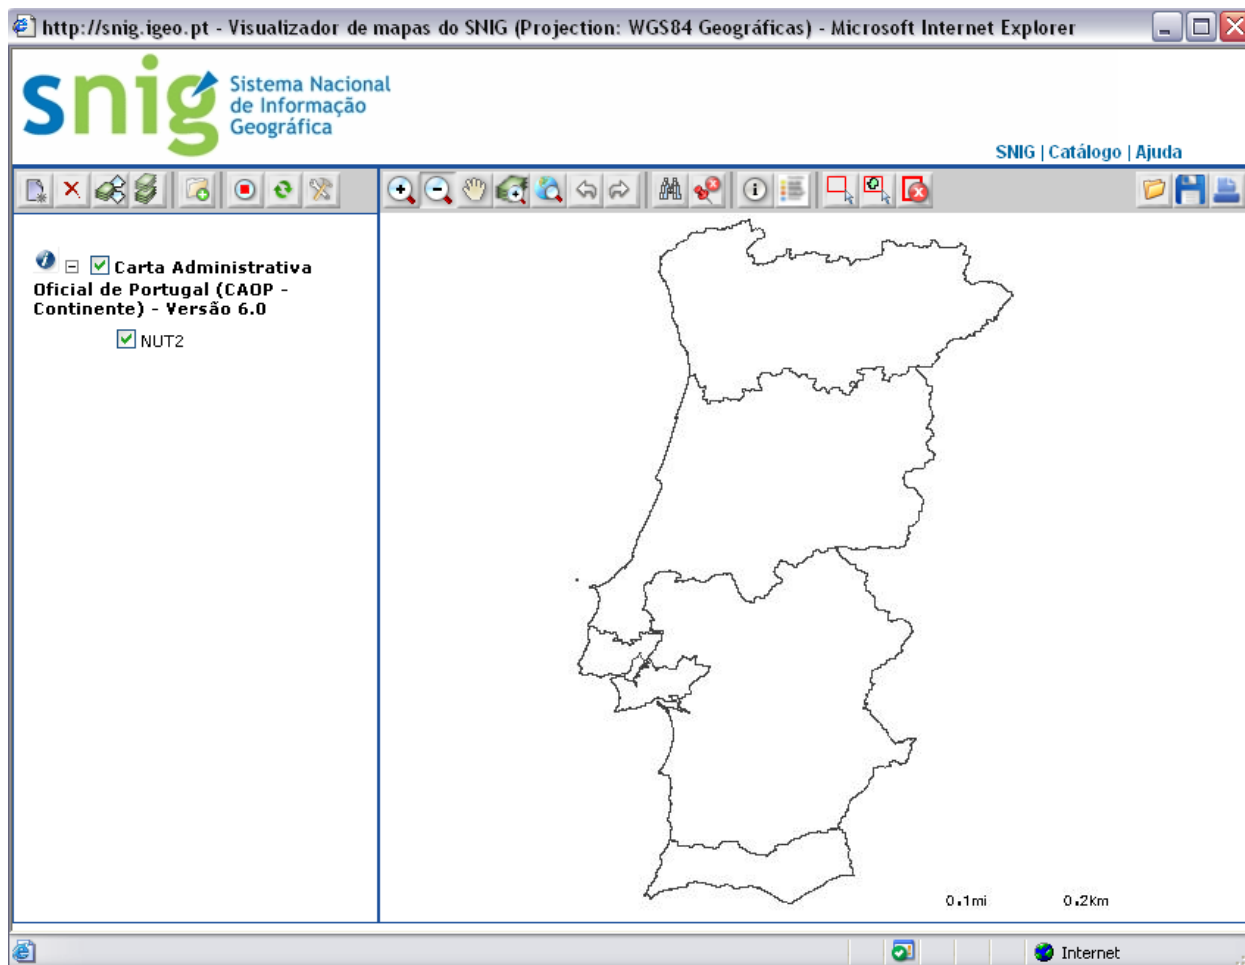 http://snig.igeo.pt - Visualizador de mapas do SNIG (Projection: WGS84 Geográficas) - Microsoft Internet Explorer
snig
Sistema Nacional
de Informação
Geográfica
SNIG | Catálogo | Ajuda
Carta Administrativa
Oficial de Portugal (CAOP -
Continente) - Versão 6.0
NUT2
0.1mi 0.2km
Internet